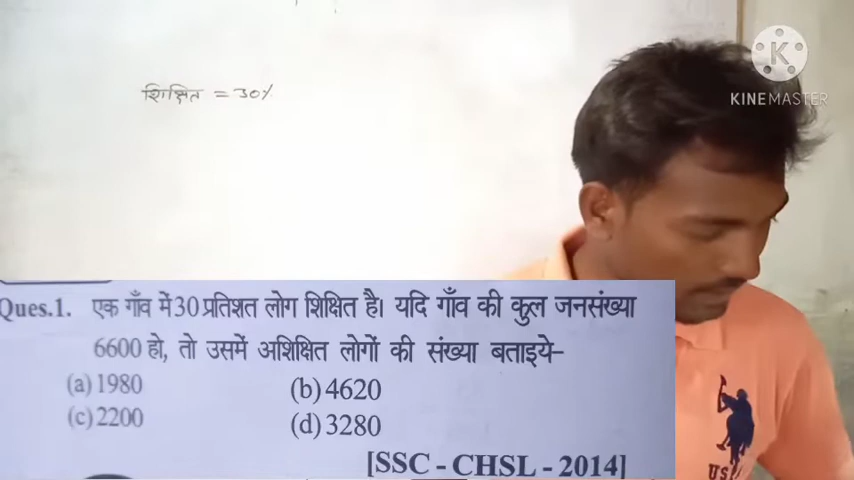 शिक्षित = 30%
K
KINEMASTER
Ques.1. एक गाँव में 30 प्रतिशत लोग शिक्षित है। यदि गाँव की कुल जनसंख्या
6600 हो, तो उसमें अशिक्षित लोगों की संख्या बताइये–
(a) 1980 (b) 4620
(c) 2200 (d) 3280
[SSC - CHSL - 2014]
US